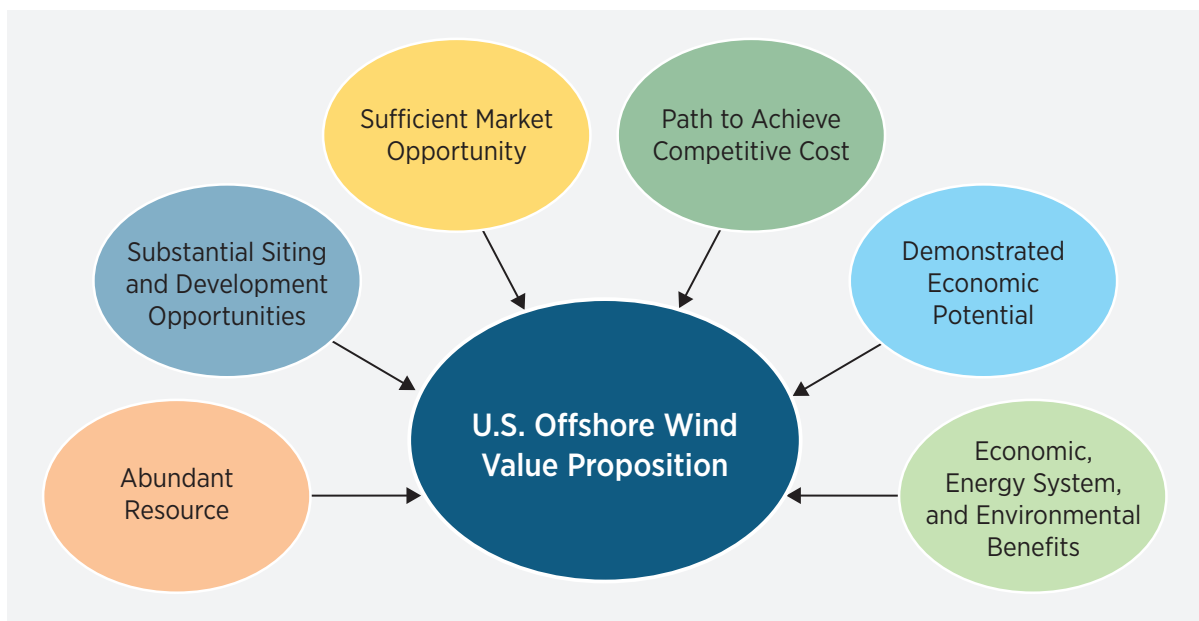 Sufficient Market
Opportunity
Path to Achieve
Competitive Cost
Substantial Siting
and Development
Opportunities
Demonstrated
Economic
Potential
U.S. Offshore Wind
Value Proposition
Abundant
Resource
Economic,
Energy System,
and Environmental
Benefits